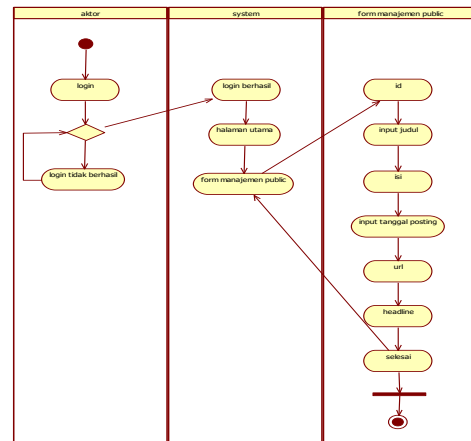 aktor
system
form manajemen public
login
login tidak berhasil
login berhasil
halaman utama
form manajemen public
id
input judul
isi
input tanggal posting
url
headline
selesai